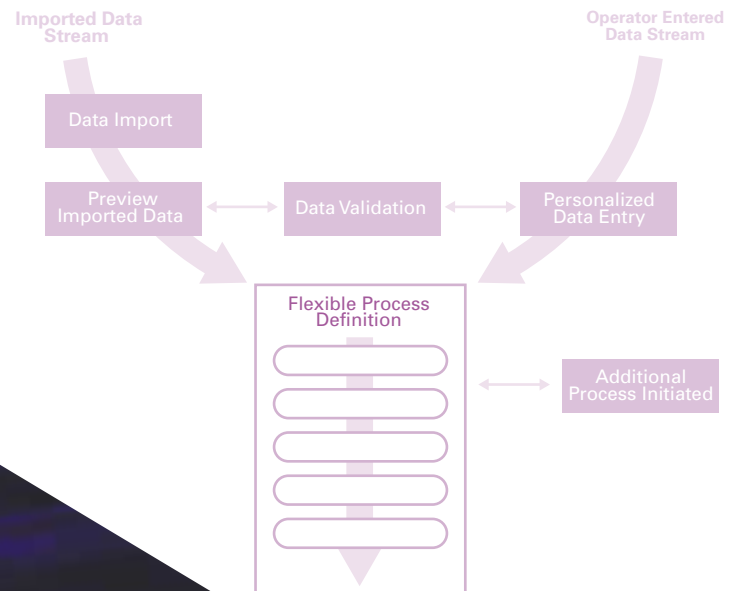 Imported Data
Stream
Operator Entered
Data Stream
Data Import
Preview
Imported Data
Data Validation
Personalized
Data Entry
Flexible Process
Definition
Additional
Process Initiated